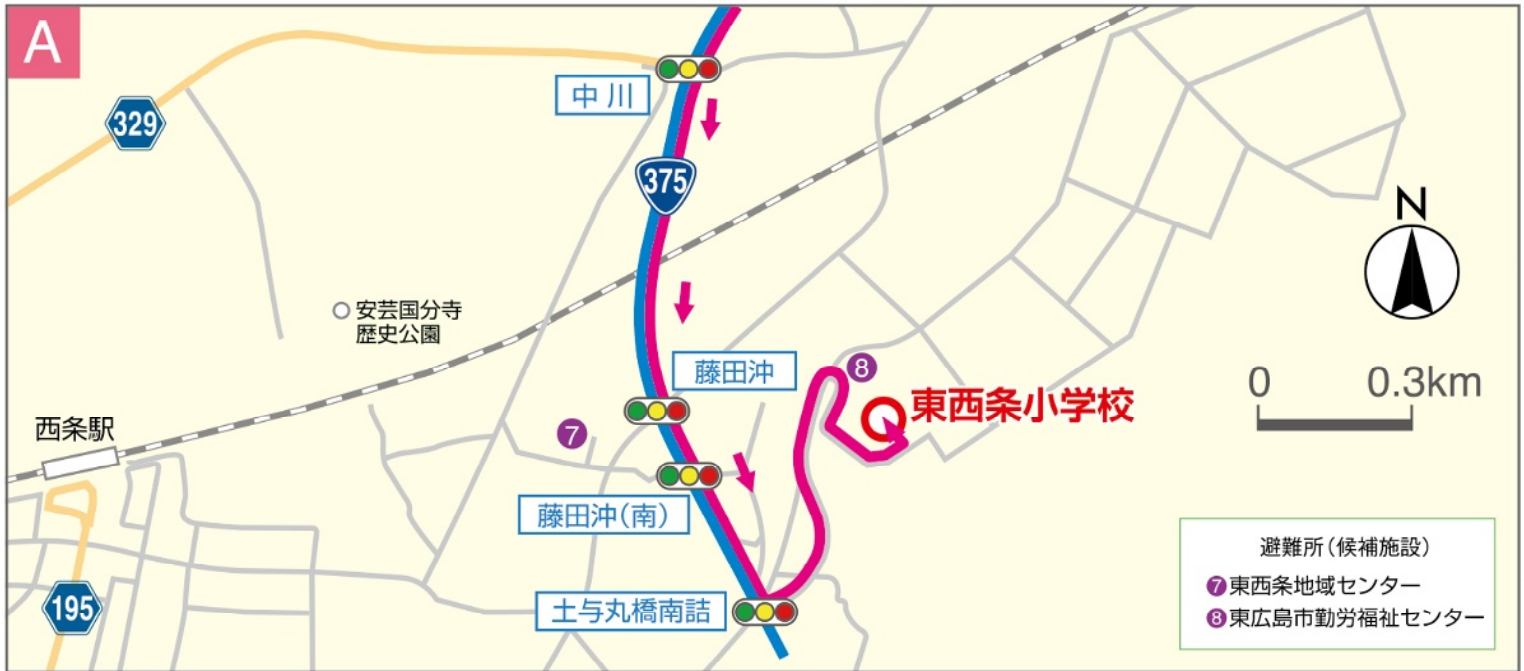 A
中川
329
375
N
安芸国分寺
歴史公園
藤田沖
8
0 0.3km
東西条小学校
西条駅
7
藤田沖(南)
避難所(候補施設)
7東西条地域センター
8東広島市勤労福祉センター
195
土与丸橋南詰